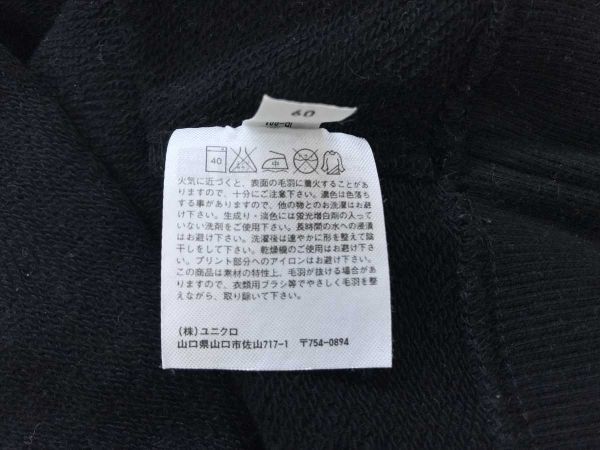 60
40
中
火気に近づくと、表面の毛羽に着火することがあ
りますので、十分にご注意下さい。濃色は色落ち
する事がありますので、他の物とのお洗濯はお避
け下さい。生成り・淡色には蛍光増白剤の入って
いない洗剤をご使用下さい。長時間の水への浸漬
はお避け下さい。洗濯後は速やかに形を整えて陰
干しをして下さい。乾燥機のご使用はお避け下さい。
プリント部分へのアイロンはお避け下さい。
この商品は素材の特性上、毛羽が抜ける場合があ
りますので、衣類用ブラシ等でやさしく毛羽を整
えながら、取り除いて下さい。
(株)ユニクロ
山口県山口市佐山717-1 〒754-0894